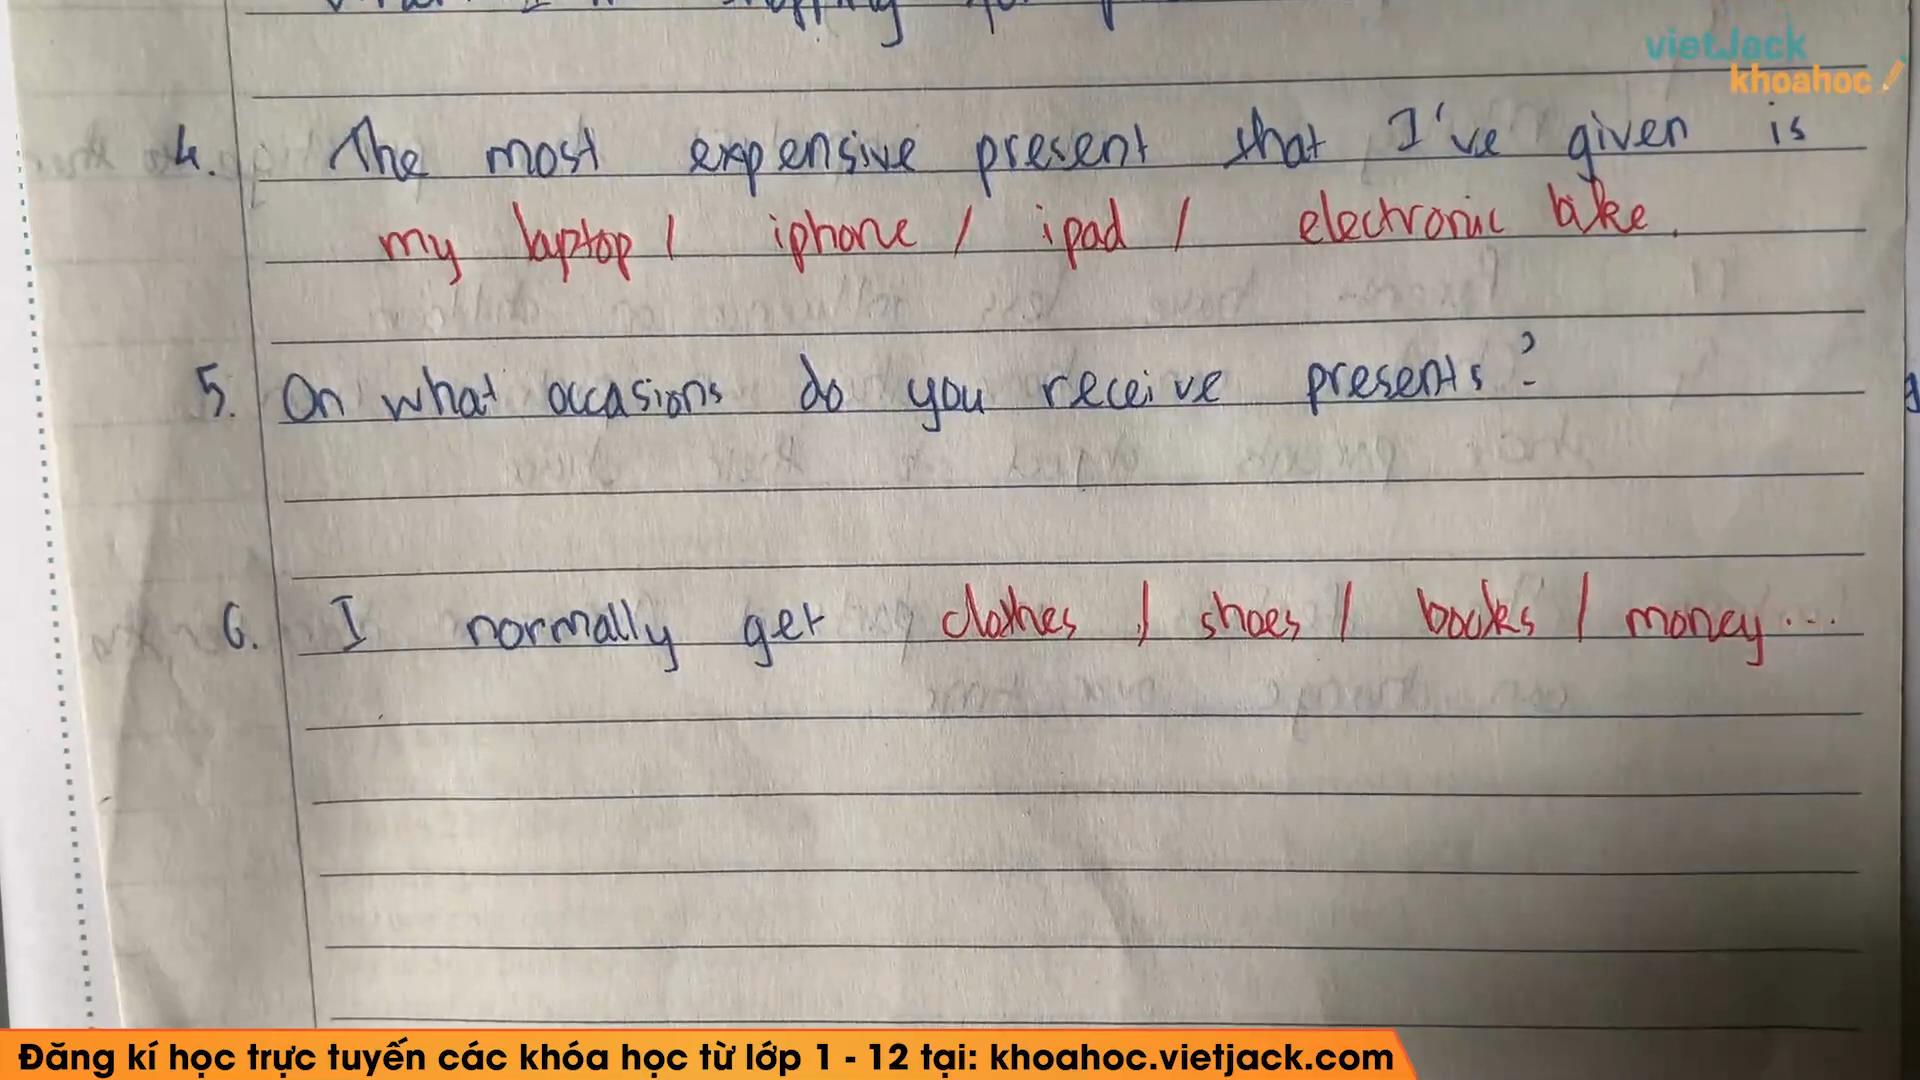 shopping for
vietJack
khoahoc
4. The most expensive present that I've given is
my laptop / iphone / ipad / electronic bike.
5. On what occasions do you receive presents?
6. I normally get clothes / shoes / books / money...
Đăng kí học trực tuyến các khóa học từ lớp 1 - 12 tại: khoahoc.vietjack.com